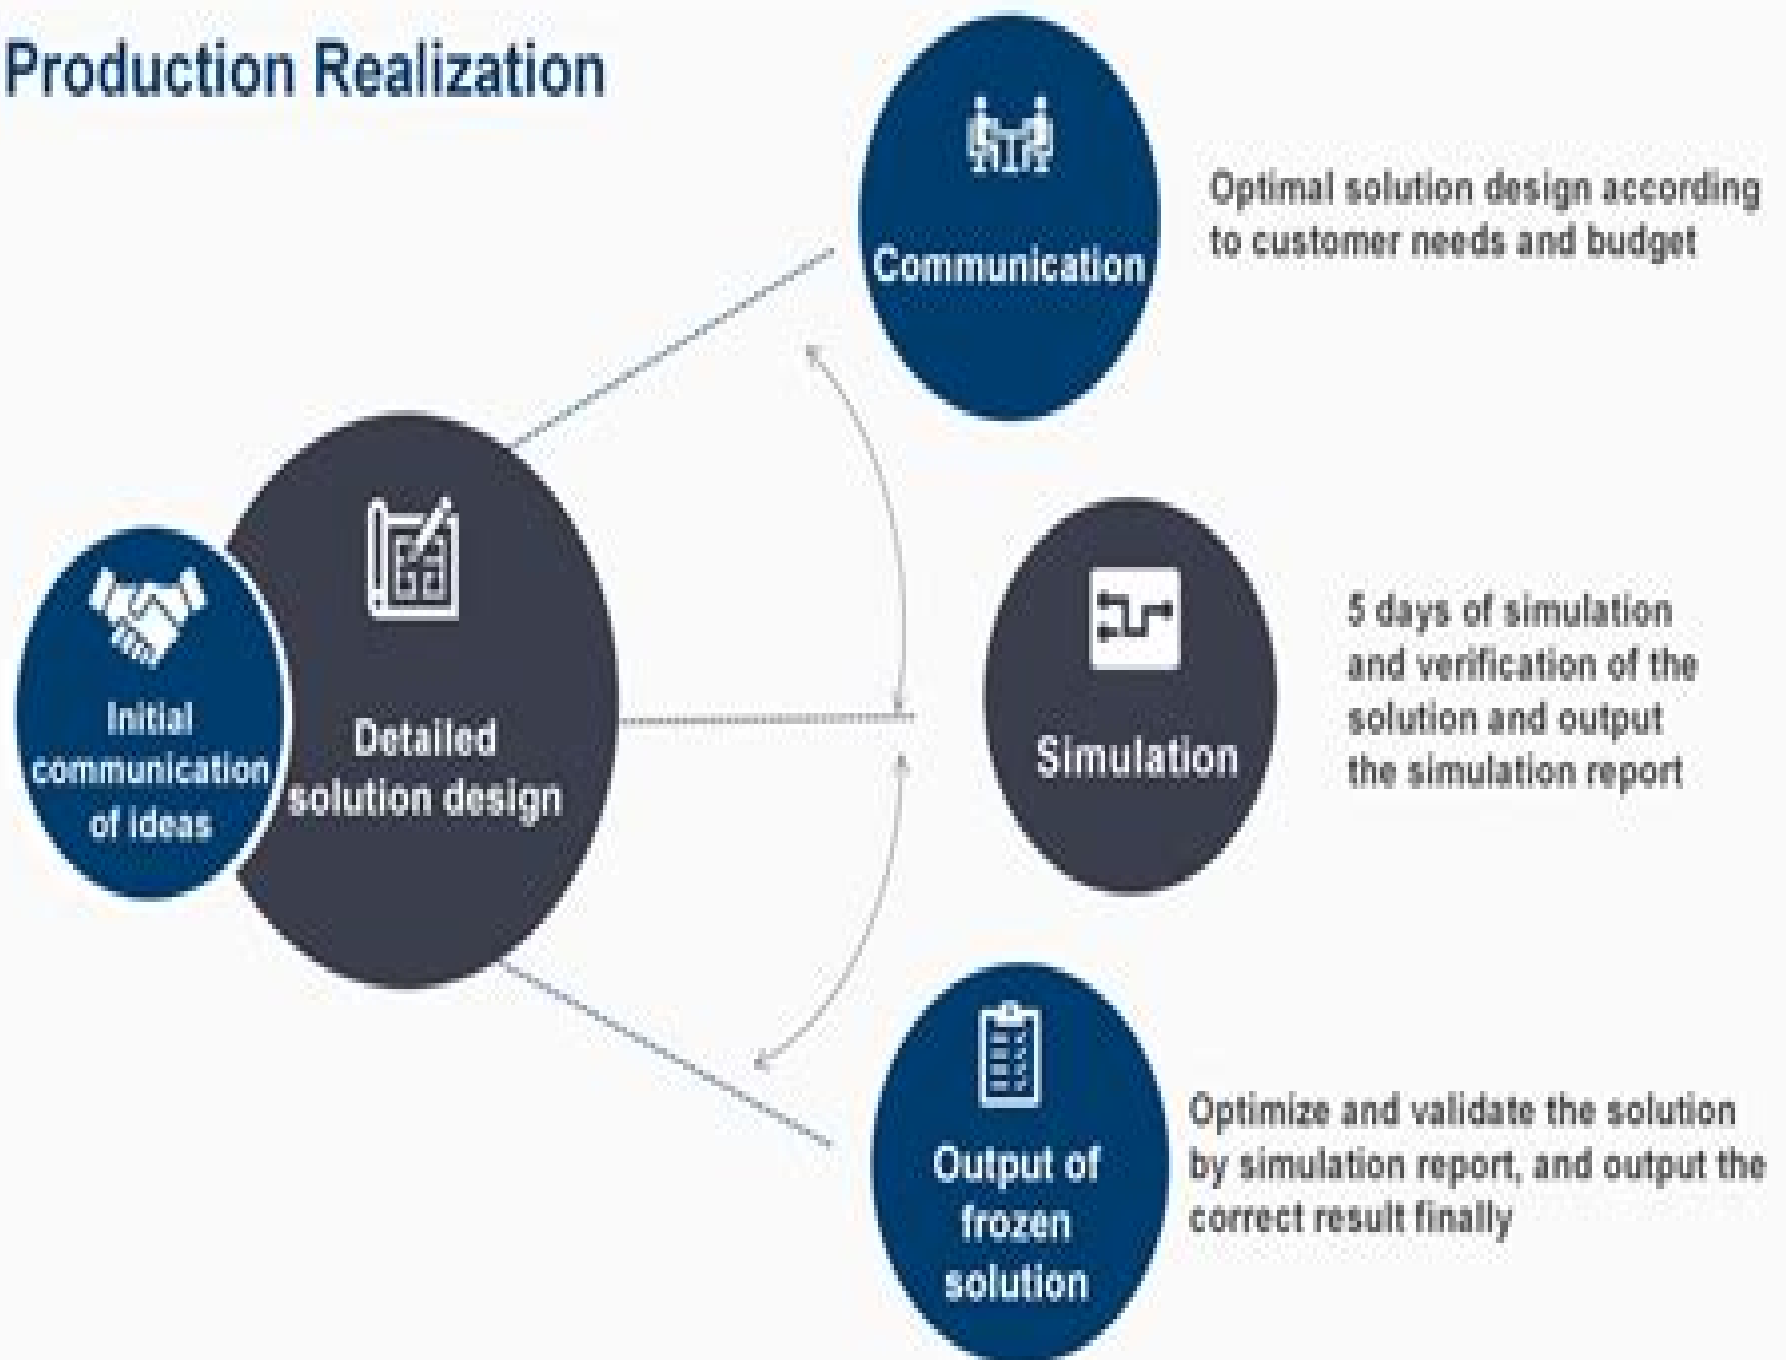 Production Realization
Communication
Optimal solution design according
to customer needs and budget
Initial
communication
of ideas
Detailed
solution design
Simulation
5 days of simulation
and verification of the
solution and output
the simulation report
Output of
frozen
solution
Optimize and validate the solution
by simulation report, and output the
correct result finally